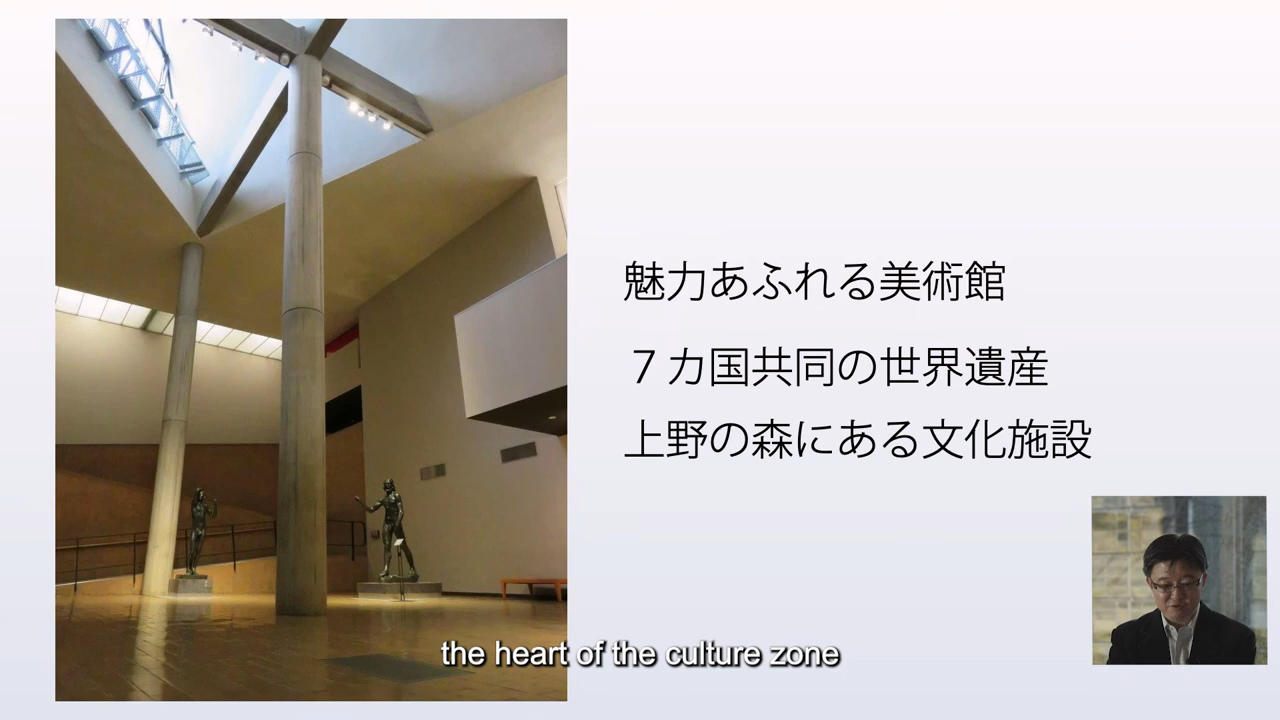 魅力あふれる美術館
７カ国共同の世界遺産
上野の森にある文化施設
the heart of the culture zone